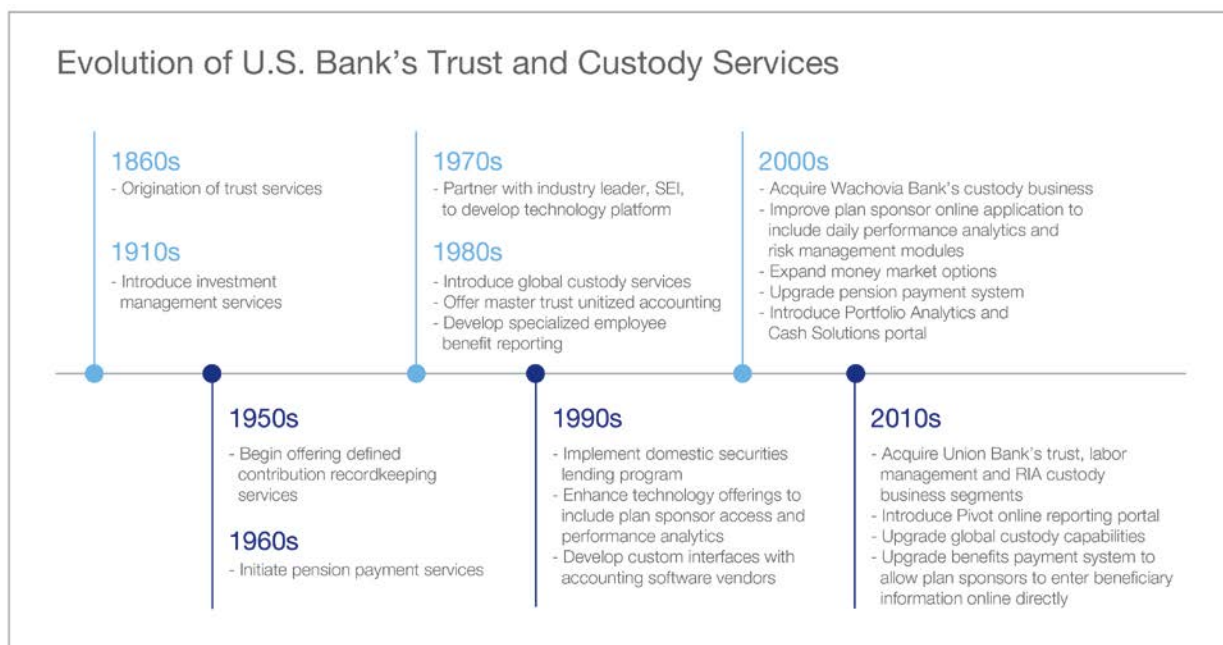 Evolution of U.S. Bank's Trust and Custody Services
1860s
- Origination of trust services
1910s
- Introduce investment
management services
1950s
- Begin offering defined
contribution recordkeeping
services
1960s
- Initiate pension payment services
1970s
- Partner with industry leader, SEI,
to develop technology platform
1980s
- Introduce global custody services
- Offer master trust unitized accounting
- Develop specialized employee
benefit reporting
1990s
- Implement domestic securities
lending program
- Enhance technology offerings to
include plan sponsor access and
performance analytics
- Develop custom interfaces with
accounting software vendors
2000s
- Acquire Wachovia Bank's custody business
- Improve plan sponsor online application to
include daily performance analytics and
risk management modules
- Expand money market options
- Upgrade pension payment system
- Introduce Portfolio Analytics and
Cash Solutions portal
2010s
- Acquire Union Bank's trust, labor
management and RIA custody
business segments
- Introduce Pivot online reporting portal
- Upgrade global custody capabilities
- Upgrade benefits payment system to
allow plan sponsors to enter beneficiary
information online directly